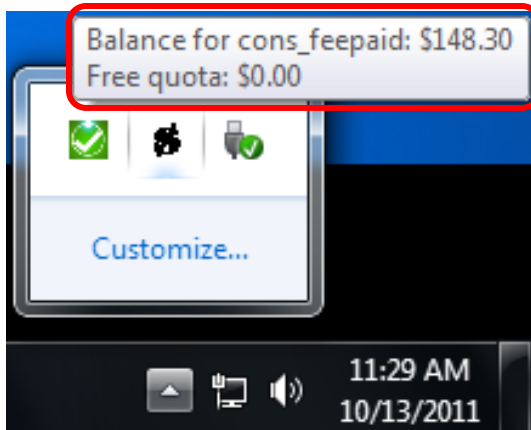 Balance for cons_feepaid: $148.30
Free quota: $0.00
Customize...
11:29 AM
10/13/2011